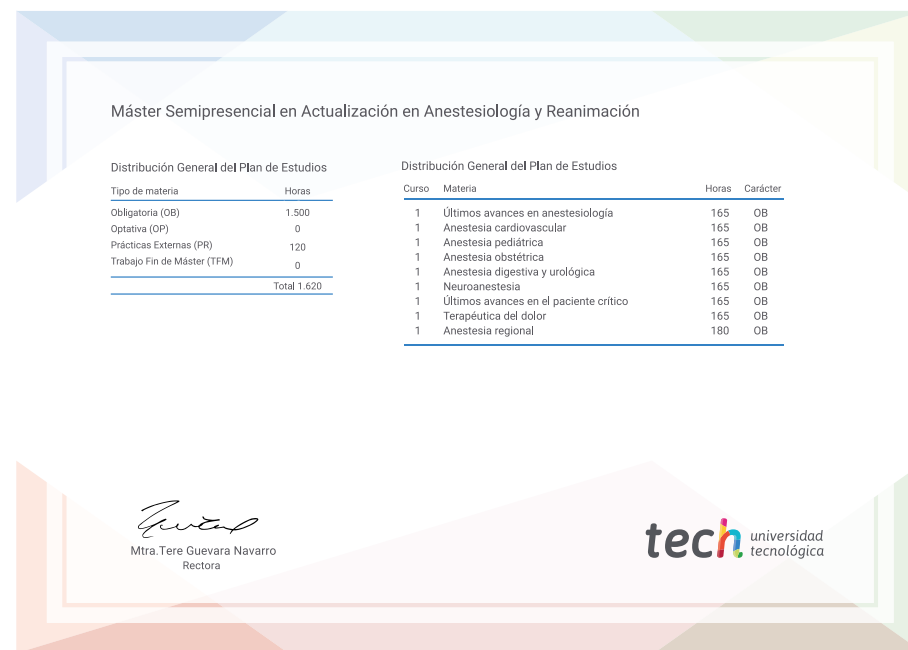 Máster Semipresencial en Actualización en Anestesiología y Reanimación
Distribución General del Plan de Estudios
Tipo de materia Horas
Obligatoria (OB) 1.500
Optativa (OP) 0
Prácticas Externas (PR) 120
Trabajo Fin de Máster (TFM) 0
Total 1.620
Distribución General del Plan de Estudios
Curso Materia Horas Carácter
1 Últimos avances en anestesiología 165 OB
1 Anestesia cardiovascular 165 OB
1 Anestesia pediátrica 165 OB
1 Anestesia obstétrica 165 OB
1 Anestesia digestiva y urológica 165 OB
1 Neuroanestesia 165 OB
1 Últimos avances en el paciente crítico 165 OB
1 Terapéutica del dolor 165 OB
1 Anestesia regional 180 OB
Mtra.Tere Guevara Navarro
Rectora
tech universidad
tecnológica